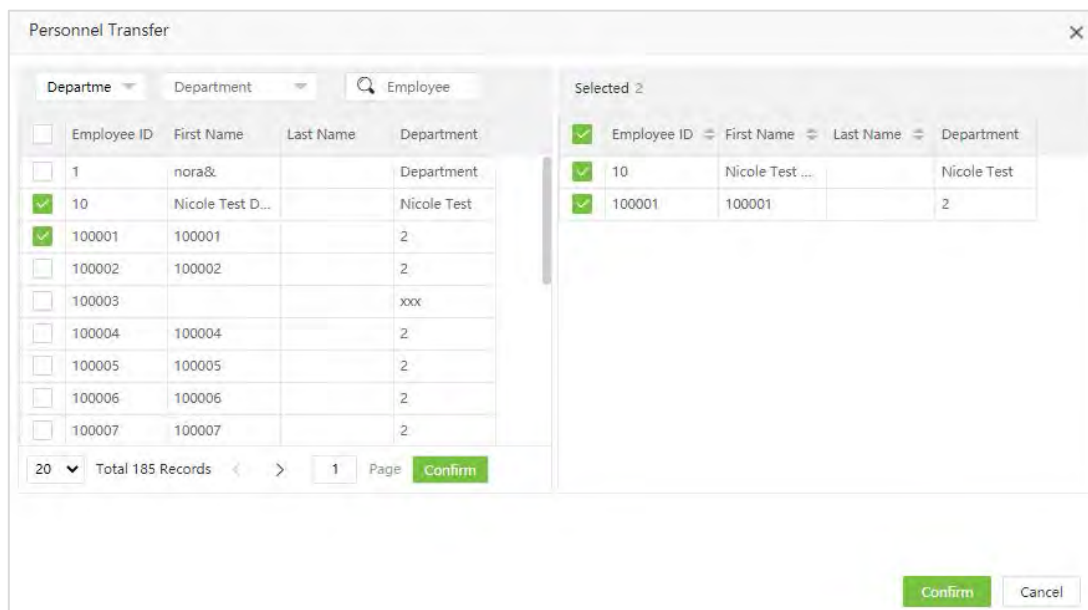 Personnel Transfer
Departme Department Employee
Employee ID First Name Last Name Department
1 nora& Department
10 Nicole Test D... Nicole Test
100001 100001 2
100002 100002 2
100003 xxx
100004 100004 2
100005 100005 2
100006 100006 2
100007 100007 2
20 Total 185 Records < > 1 Page Confirm
Selected 2
Employee ID First Name Last Name Department
10 Nicole Test ... Nicole Test
100001 100001 2
Confirm Cancel